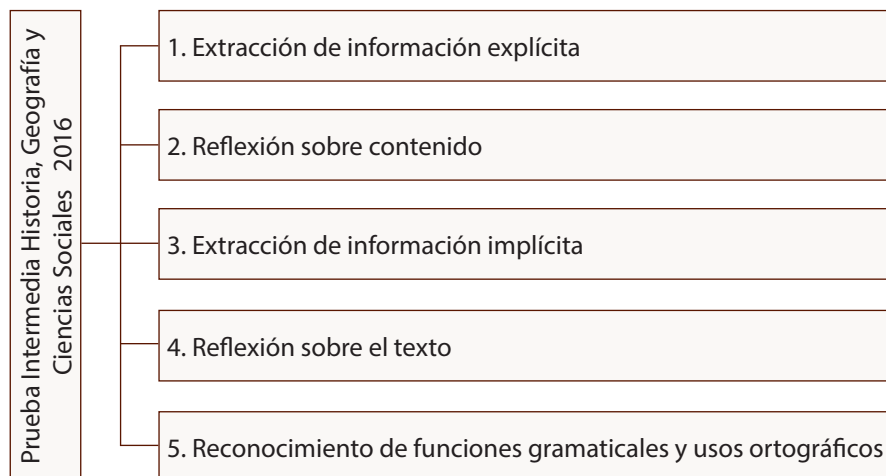 Prueba Intermedia Historia, Geografía y
Ciencias Sociales 2016
1. Extracción de información explícita
2. Reflexión sobre contenido
3. Extracción de información implícita
4. Reflexión sobre el texto
5. Reconocimiento de funciones gramaticales y usos ortográficos